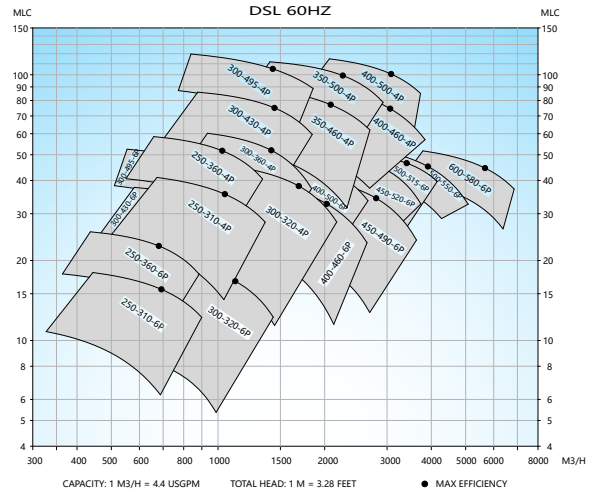 DSL 60HZ
MLC
MLC
150
150
100
100
90
90
80
80
70
70
60
60
50
50
40
40
30
30
20
20
15
15
10
10
8
8
6
6
5
5
4
4
300-495-4P
350-500-4P
400-500-4P
300-430-4P
350-460-4P
400-460-4P
300-495-6P
250-360-4P
300-360-4P
400-500-6P
500-515-6P
500-550-6P
600-580-6P
450-520-6P
300-430-6P
250-310-4P
300-320-4P
450-490-6P
250-360-6P
400-460-6P
250-310-6P
300-320-6P
300 400 500 600 800 1000 1500 2000 3000 4000 5000 6000 8000 M3/H
CAPACITY: 1 M3/H = 4.4 USGPM TOTAL HEAD: 1 M = 3.28 FEET MAX EFFICIENCY